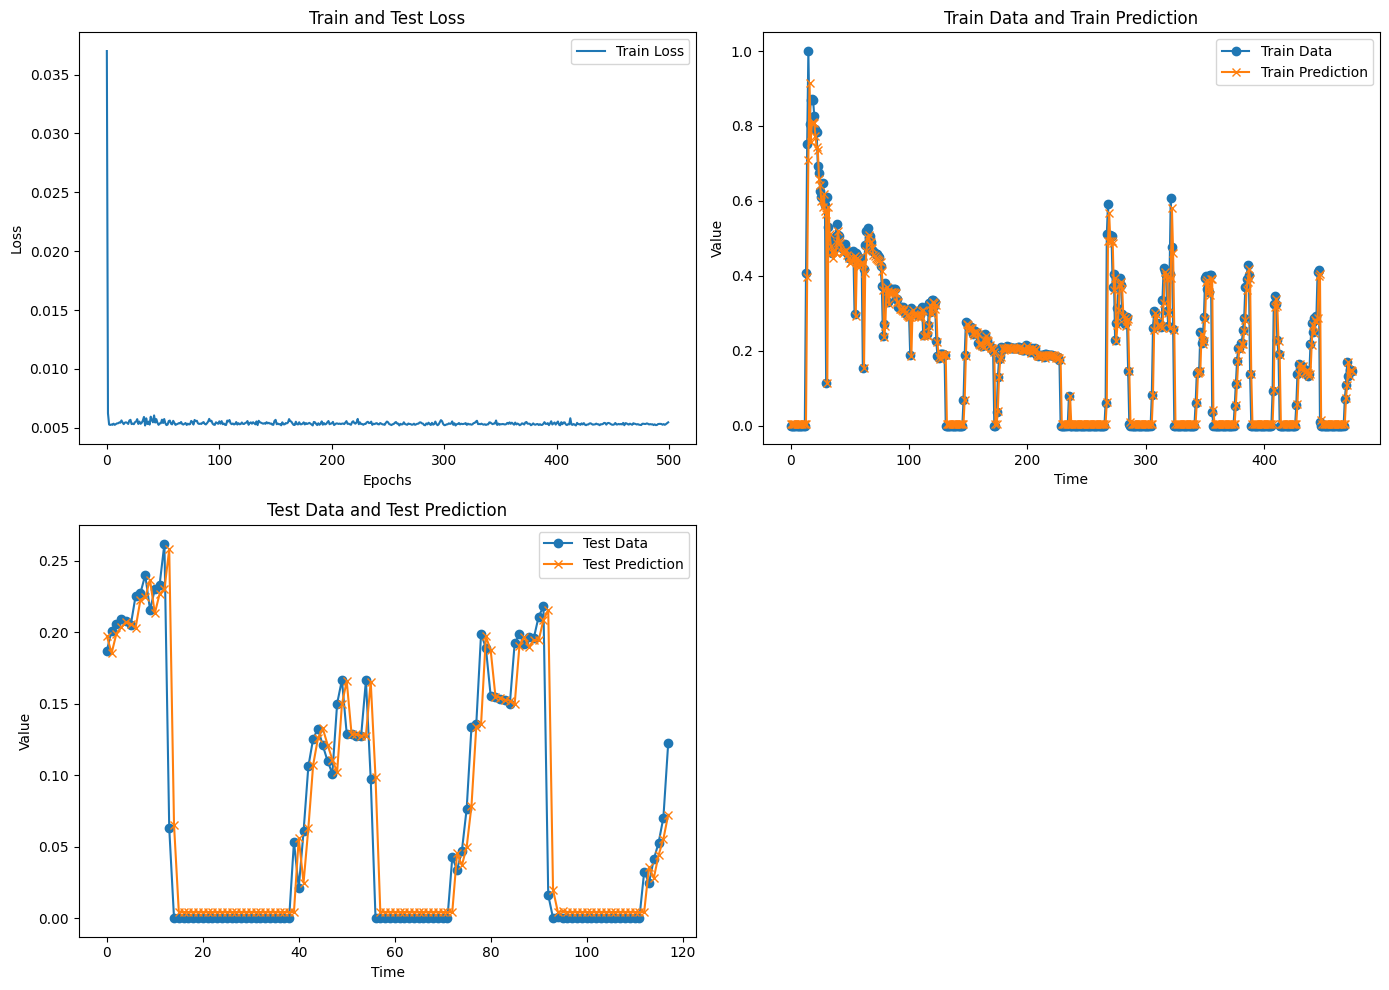 Train and Test Loss
Train Loss
0.035
0.030
0.025
0.020
0.015
0.010
0.005
Loss
0 100 200 300 400 500
Epochs
Train Data and Train Prediction
Train Data
Train Prediction
1.0
0.8
0.6
0.4
0.2
0.0
Value
0 100 200 300 400
Time
Test Data and Test Prediction
Test Data
Test Prediction
0.25
0.20
0.15
0.10
0.05
0.00
Value
0 20 40 60 80 100 120
Time